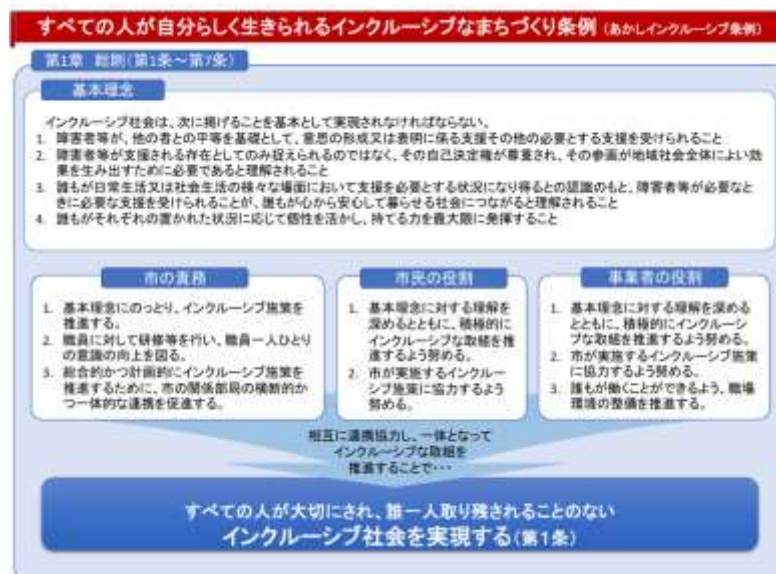 すべての人が自分らしく生きられるインクルーシブなまちづくり条例（あかしインクルーシブ条例）
第1章 総則（第1条～第7条）
基本理念
インクルーシブ社会は、次に掲げることを基本として実現されなければならない。
1. 障害者等が、他の者との平等を基礎として、意思の形成又は表明に係る支援その他の必要とする支援を受けられること
2. 障害者等が支援される存在としてのみ捉えられるのではなく、その自己決定権が尊重され、その参画が地域社会全体によい効
果を生み出すために必要であると理解されること
3. 誰もが日常生活又は社会生活の様々な場面において支援を必要とする状況になり得るとの認識のもと、障害者等が必要なと
きに必要な支援を受けられることが、誰もが心から安心して暮らせる社会につながると理解されること
4. 誰もがそれぞれの置かれた状況に応じて個性を活かし、持てる力を最大限に発揮すること
市の責務
1. 基本理念にのっとり、インクルーシブ施策を
推進する。
2. 職員に対して研修等を行い、職員一人ひとり
の意識の向上を図る。
3. 総合的かつ計画的にインクルーシブ施策を
推進するために、市の関係部局の横断的か
つ一体的な連携を促進する。
市民の役割
1. 基本理念に対する理解を
深めるとともに、積極的に
インクルーシブな取組を推
進するよう努める。
2. 市が実施するインクルー
シブ施策に協力するよう
努める。
事業者の役割
1. 基本理念に対する理解を深める
とともに、積極的にインクルーシ
ブな取組を推進するよう努める。
2. 市が実施するインクルーシブ施策
に協力するよう努める。
3. 誰もが働くことができるよう、職場
環境の整備を推進する。
相互に連携協力し、一体となって
インクルーシブな取組を
推進することで・・・
すべての人が大切にされ、誰一人取り残されることのない
インクルーシブ社会を実現する（第1条）